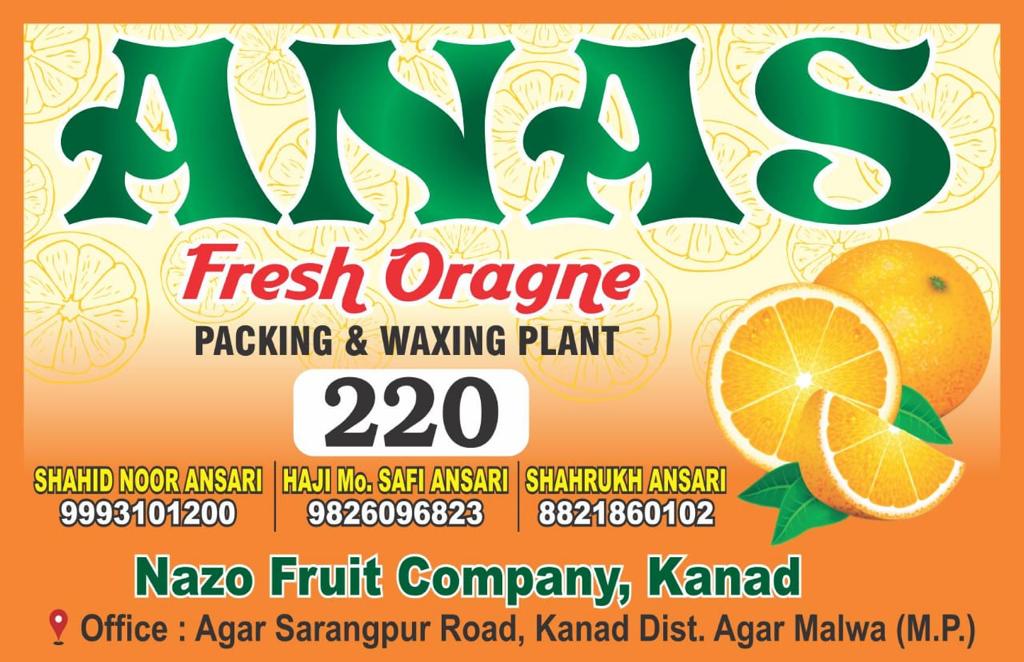 ANAS
Fresh Oragne
PACKING & WAXING PLANT
220
SHAHID NOOR ANSARI HAJI Mo. SAFI ANSARI SHAHRUKH ANSARI
9993101200 9826096823 8821860102
Nazo Fruit Company, Kanad
Office : Agar Sarangpur Road, Kanad Dist. Agar Malwa (M.P.)